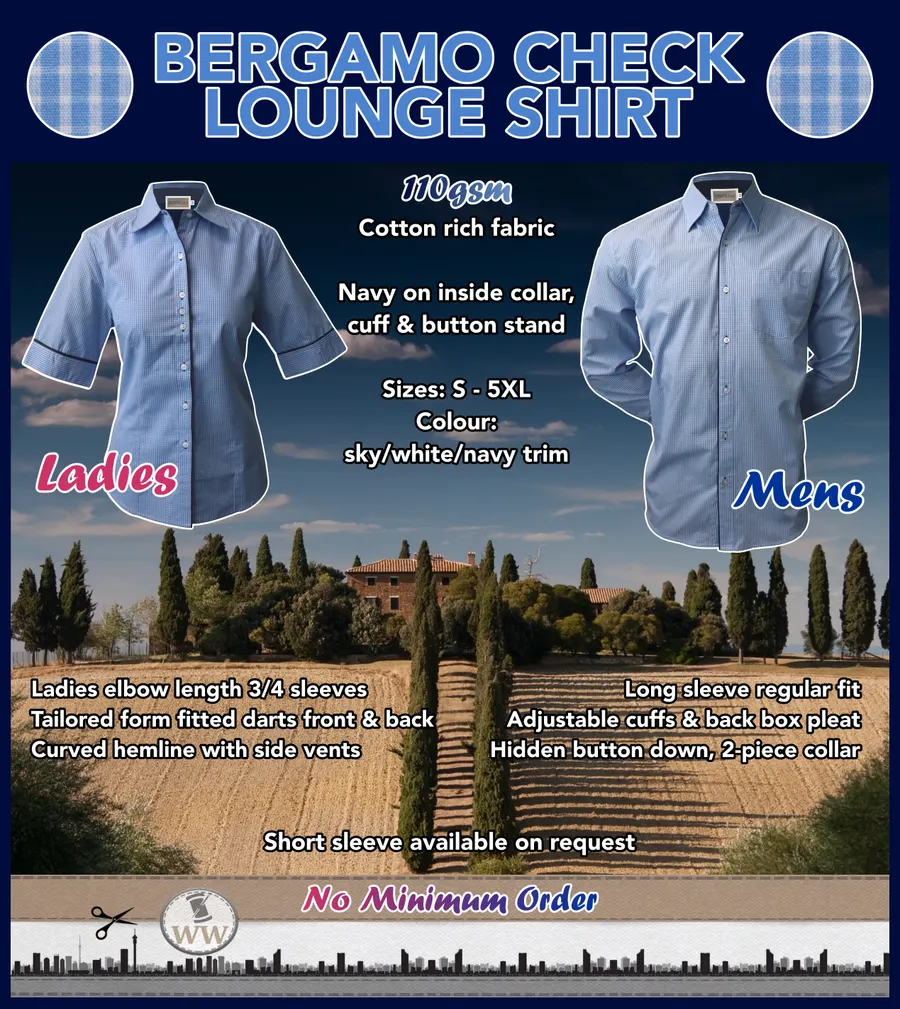 BERGAMO CHECK
LOUNGE SHIRT
110gsm
Cotton rich fabric
Navy on inside collar,
cuff & button stand
Sizes: S - 5XL
Colour:
sky/white/navy trim
Ladies
Mens
Ladies elbow length 3/4 sleeves
Tailored form fitted darts front & back
Curved hemline with side vents
Long sleeve regular fit
Adjustable cuffs & back box pleat
Hidden button down, 2-piece collar
Short sleeve available on request
No Minimum Order
WW